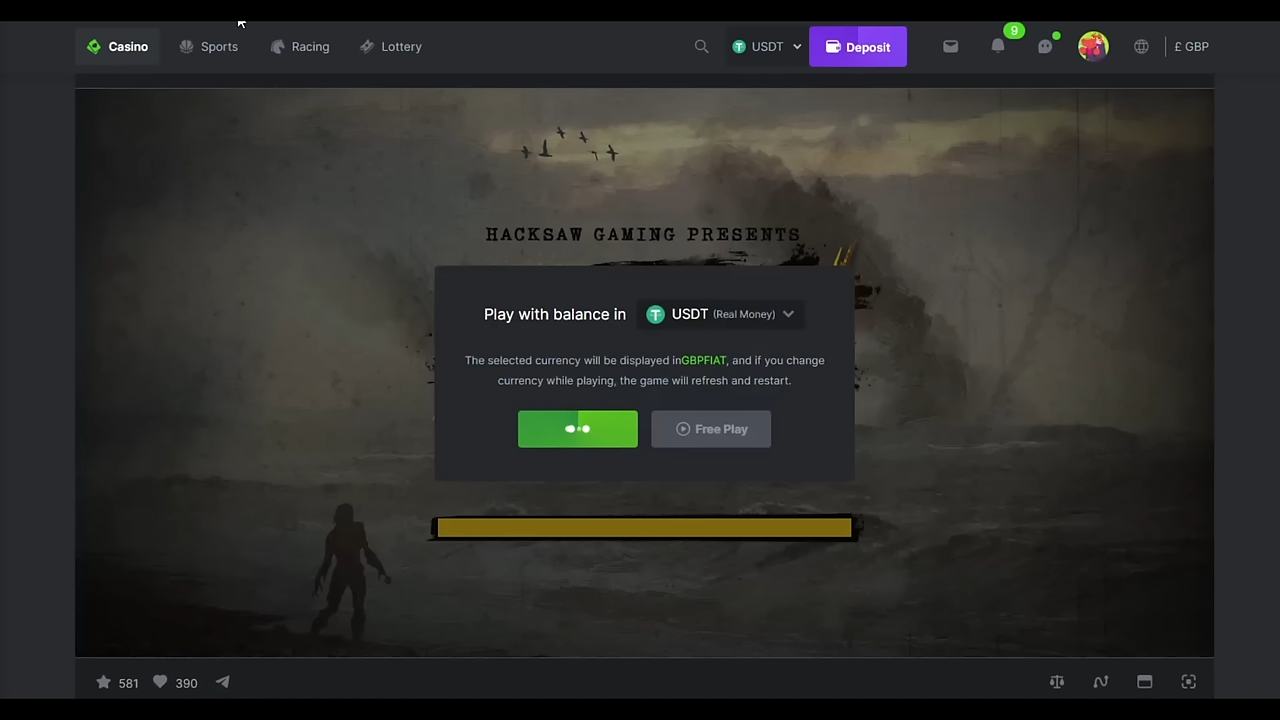 Casino Sports Racing Lottery USDT Deposit 9 £ GBP
HACKSAW GAMING PRESENTS
Play with balance in USDT (Real Money)
The selected currency will be displayed inGBPFIAT, and if you change
currency while playing, the game will refresh and restart.
Free Play
581 390